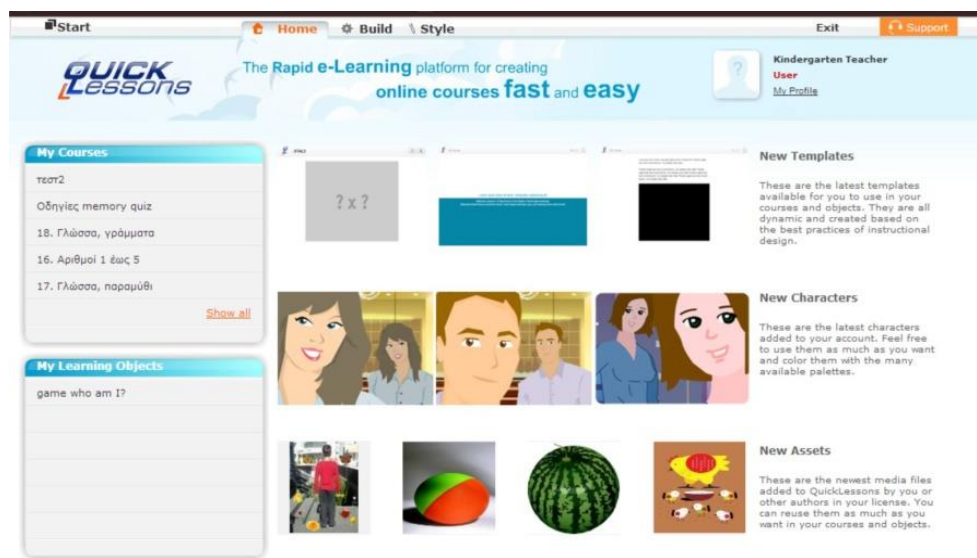 Start
Home
Build
Style
Exit
Support
QUICK
Lessons
The Rapid e-Learning platform for creating
online courses fast and easy
?
Kindergarten Teacher
User
My Profile
My Courses
τεστ2
Οδηγίες memory quiz
18. Γλώσσα, γράμματα
16. Αριθμοί 1 έως 5
17. Γλώσσα, παραμύθι
Show all
My Learning Objects
game who am I?
? x ?
New Templates
These are the latest templates
available for you to use in your
courses and objects. They are all
dynamic and created based on
the best practices of instructional
design.
New Characters
These are the latest characters
added to your account. Feel free
to use them as much as you want
and color them with the many
available palettes.
New Assets
These are the newest media files
added to QuickLessons by you or
other authors in your license. You
can reuse them as much as you
want in your courses and objects.